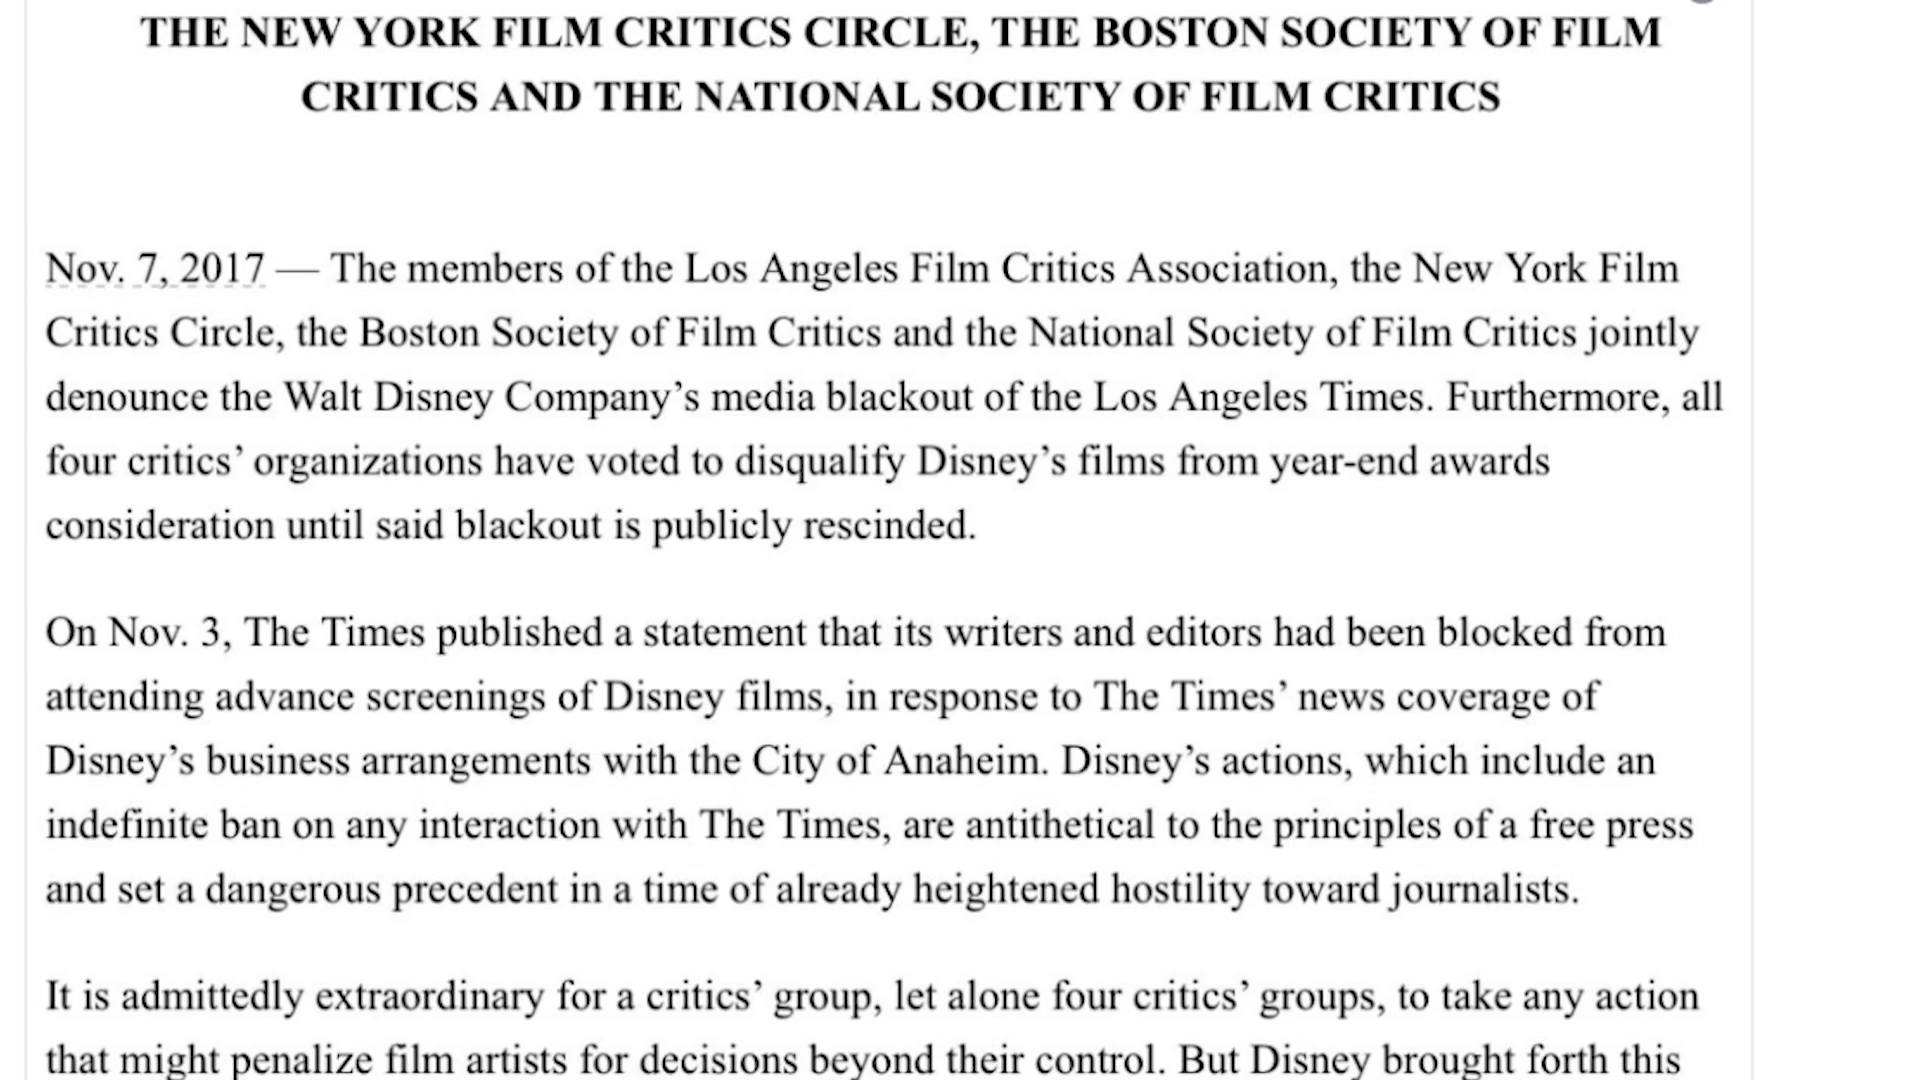 THE NEW YORK FILM CRITICS CIRCLE, THE BOSTON SOCIETY OF FILM
CRITICS AND THE NATIONAL SOCIETY OF FILM CRITICS
Nov. 7, 2017 — The members of the Los Angeles Film Critics Association, the New York Film
Critics Circle, the Boston Society of Film Critics and the National Society of Film Critics jointly
denounce the Walt Disney Company’s media blackout of the Los Angeles Times. Furthermore, all
four critics’ organizations have voted to disqualify Disney’s films from year-end awards
consideration until said blackout is publicly rescinded.
On Nov. 3, The Times published a statement that its writers and editors had been blocked from
attending advance screenings of Disney films, in response to The Times’ news coverage of
Disney’s business arrangements with the City of Anaheim. Disney’s actions, which include an
indefinite ban on any interaction with The Times, are antithetical to the principles of a free press
and set a dangerous precedent in a time of already heightened hostility toward journalists.
It is admittedly extraordinary for a critics’ group, let alone four critics’ groups, to take any action
that might penalize film artists for decisions beyond their control. But Disney brought forth this